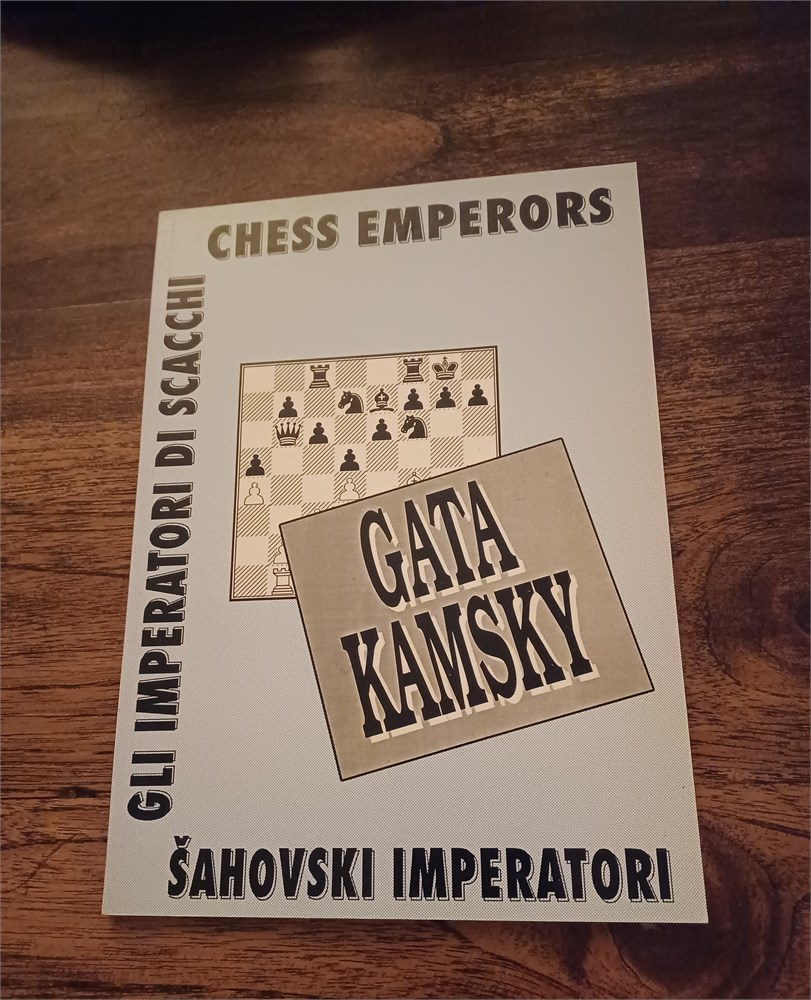 CHESS EMPERORS
GLI IMPERATORI DI SCACCHI
GATA
KAMSKY
ŠAHOVSKI IMPERATORI